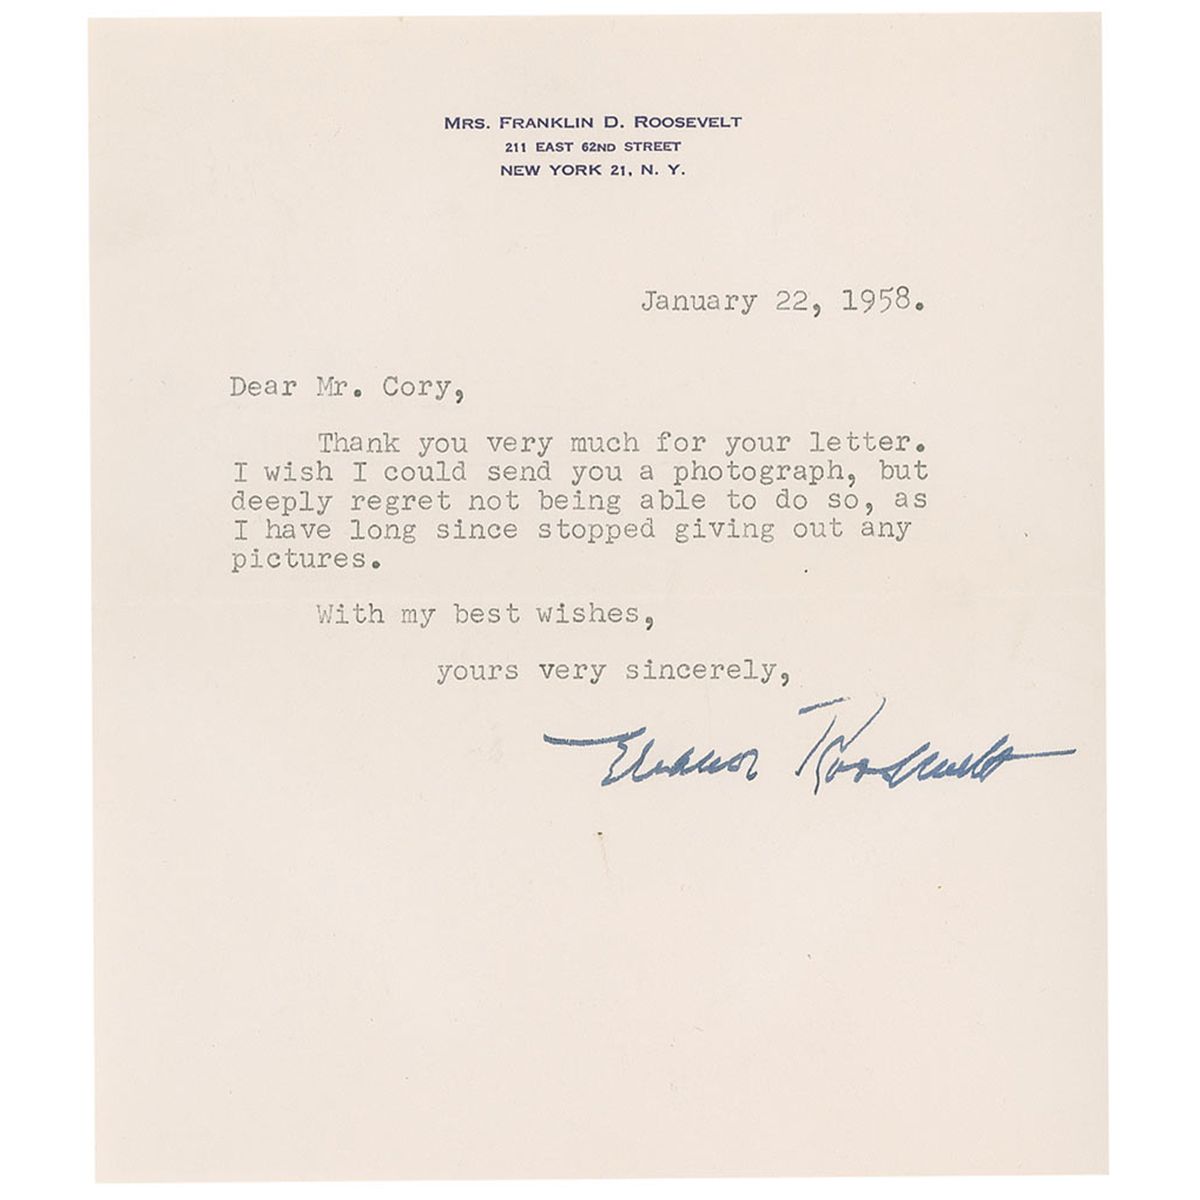 MRS. FRANKLIN D. ROOSEVELT
211 EAST 62ND STREET
NEW YORK 21, N. Y.
January 22, 1958.
Dear Mr. Cory,
Thank you very much for your letter.
I wish I could send you a photograph, but
deeply regret not being able to do so, as
I have long since stopped giving out any
pictures.
With my best wishes,
yours very sincerely,
Eleanor Roosevelt